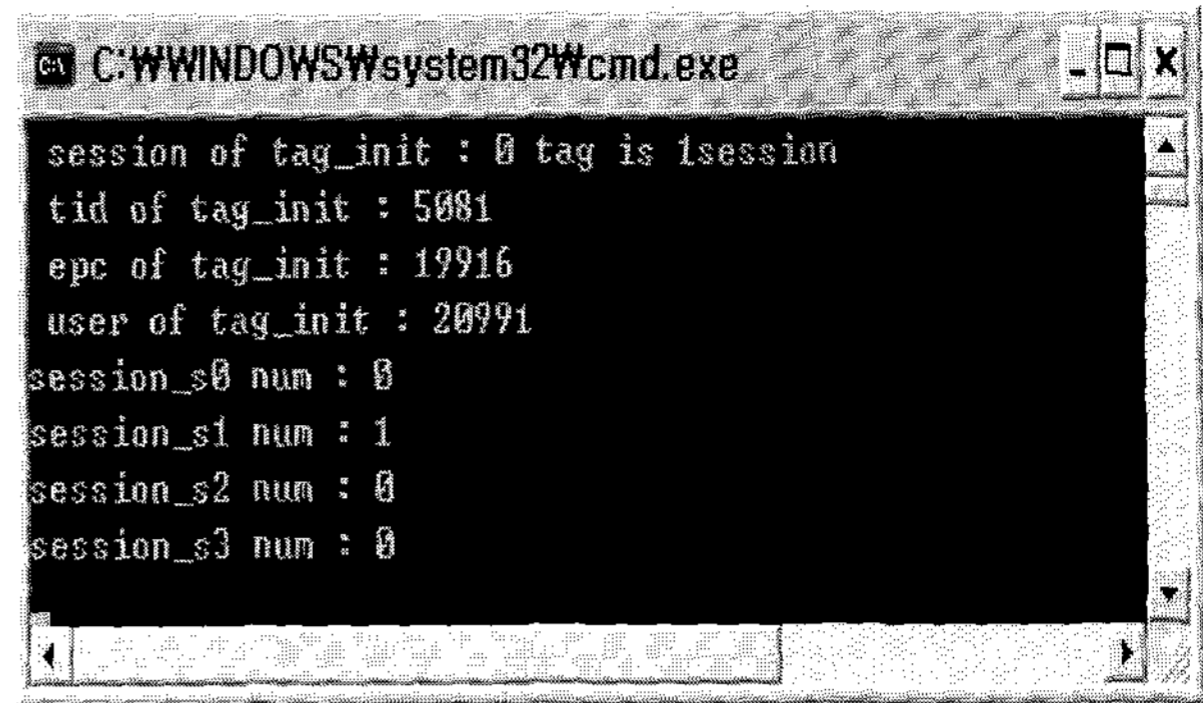 C:₩WINDOWS₩system32₩cmd.exe
session of tag_init : 0 tag is 1session
tid of tag_init : 5081
epc of tag_init : 19916
user of tag_init : 20991
session_s0 num : 0
session_s1 num : 1
session_s2 num : 0
session_s3 num : 0